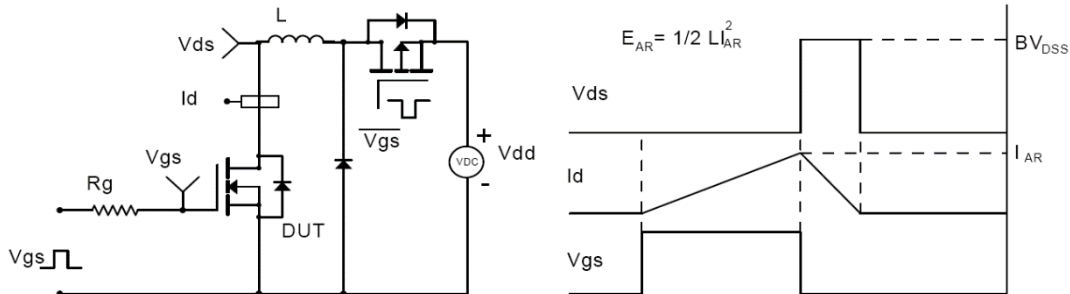 L
Vds
Id
Vgs
Rg
DUT
Vgs
Vgs
+
VDC
Vdd
-
E_AR = 1/2 LI_AR^2
BV_DSS
Vds
I_AR
Id
Vgs